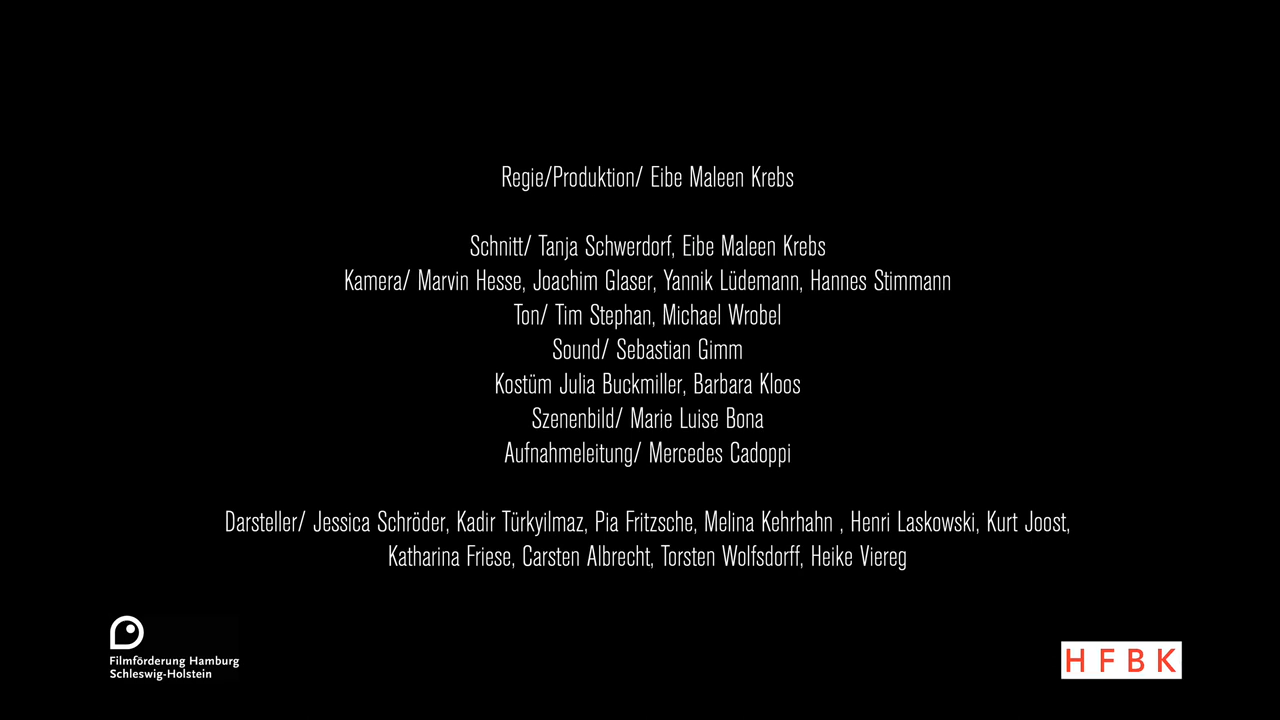 Regie/Produktion/ Eibe Maleen Krebs
Schnitt/ Tanja Schwerdorf, Eibe Maleen Krebs
Kamera/ Marvin Hesse, Joachim Glaser, Yannik Lüdemann, Hannes Stimmann
Ton/ Tim Stephan, Michael Wrobel
Sound/ Sebastian Gimm
Kostüm Julia Buckmiller, Barbara Kloos
Szenenbild/ Marie Luise Bona
Aufnahmeleitung/ Mercedes Cadoppi
Darsteller/ Jessica Schröder, Kadir Türkyilmaz, Pia Fritzsche, Melina Kehrhahn , Henri Laskowski, Kurt Joost,
Katharina Friese, Carsten Albrecht, Torsten Wolfsdorff, Heike Viereg
Filmförderung Hamburg
Schleswig-Holstein
HFBK